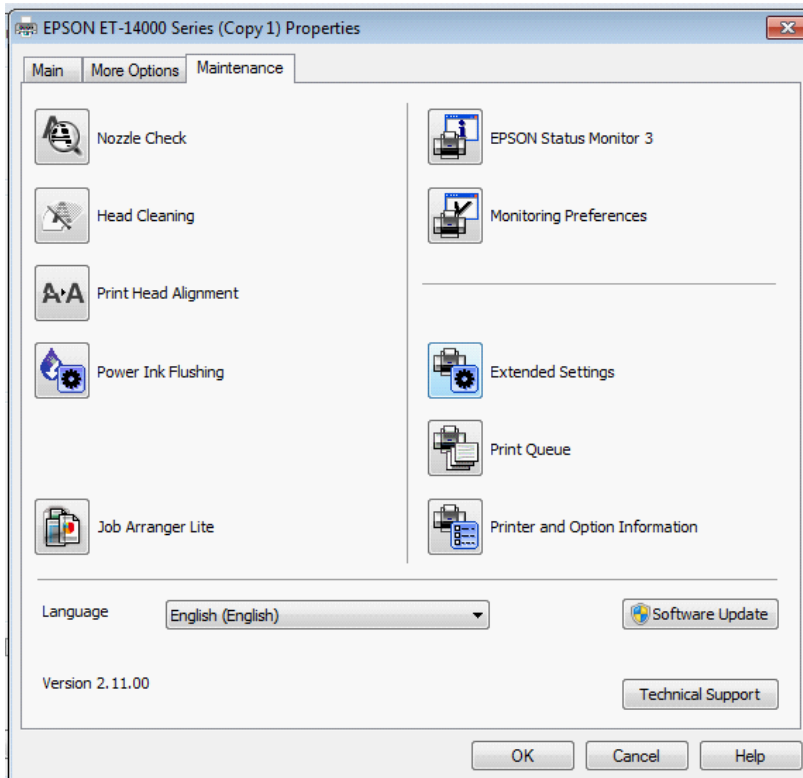 EPSON ET-14000 Series (Copy 1) Properties
Main
More Options
Maintenance
Nozzle Check
Head Cleaning
A▸A Print Head Alignment
Power Ink Flushing
Job Arranger Lite
EPSON Status Monitor 3
Monitoring Preferences
Extended Settings
Print Queue
Printer and Option Information
Language
English (English)
Software Update
Version 2.11.00
Technical Support
OK
Cancel
Help